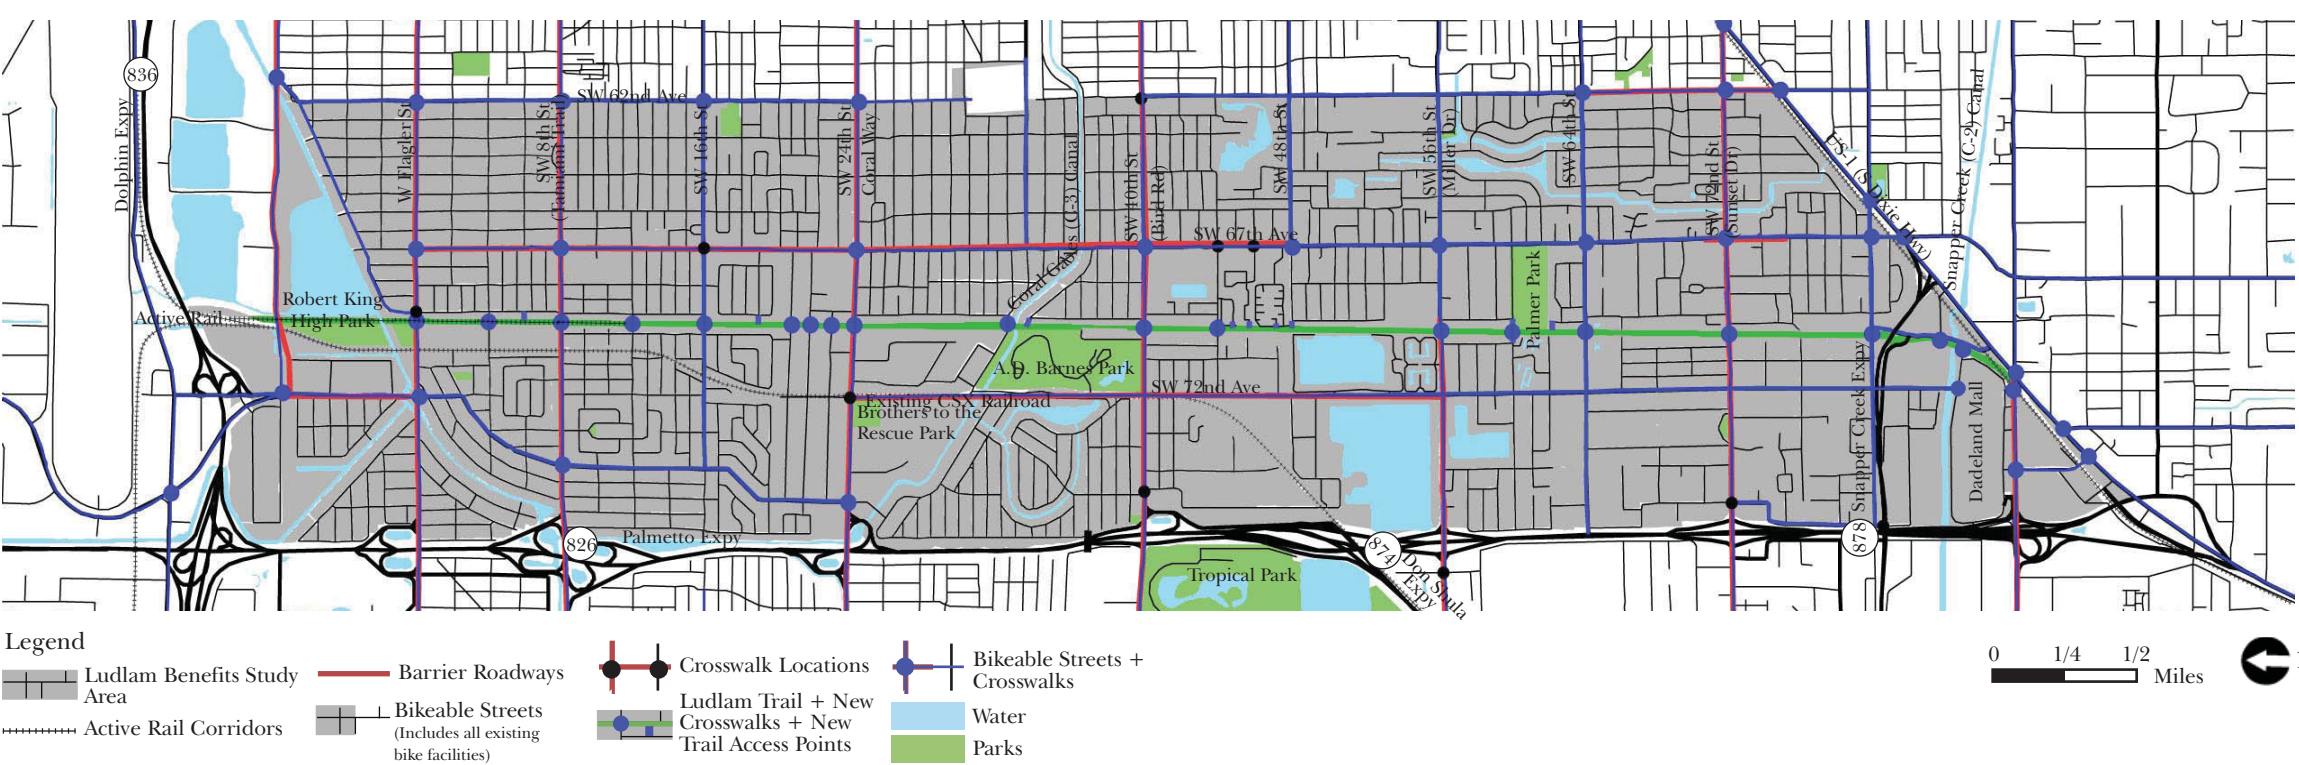 836
Dolphin Expy
SW 62nd Ave
W Flagler St
SW 8th St
(Tamiami Trail)
SW 16th St
SW 24th St
Coral Way
Coral Gables (C-3) Canal
SW 40th St
(Bird Rd)
SW 48th St
SW 56th St
(Miller Dr)
SW 64th St
SW 72nd St
(Sunset Dr)
US-1 (S Dixie Hwy)
Snapper Creek (C-2) Canal
SW 67th Ave
Robert King
High Park
Active Rail
Palmer Park
A.D. Barnes Park
SW 72nd Ave
Existing CSX Railroad
Brothers to the
Rescue Park
Snapper Creek Expy
Dadeland Mall
826
Palmetto Expy
874
Don Shula
Expy
878
Tropical Park
Legend
Ludlam Benefits Study
Area
Active Rail Corridors
Barrier Roadways
Bikeable Streets
(Includes all existing
bike facilities)
Crosswalk Locations
Ludlam Trail + New
Crosswalks + New
Trail Access Points
Bikeable Streets +
Crosswalks
Water
Parks
0 1/4 1/2
Miles